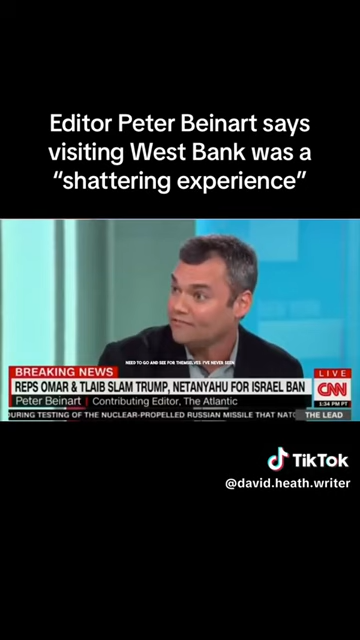 Editor Peter Beinart says
visiting West Bank was a
“shattering experience”
NEED TO GO AND SEE FOR THEMSELVES. I'VE NEVER SEEN
BREAKING NEWS
LIVE
REPS OMAR & TLAIB SLAM TRUMP, NETANYAHU FOR ISRAEL BAN
CNN
Peter Beinart Contributing Editor, The Atlantic
1:34 PM PT
OURING TESTING OF THE NUCLEAR-PROPELLED RUSSIAN MISSILE THAT NATO
THE LEAD
TikTok
@david.heath.writer